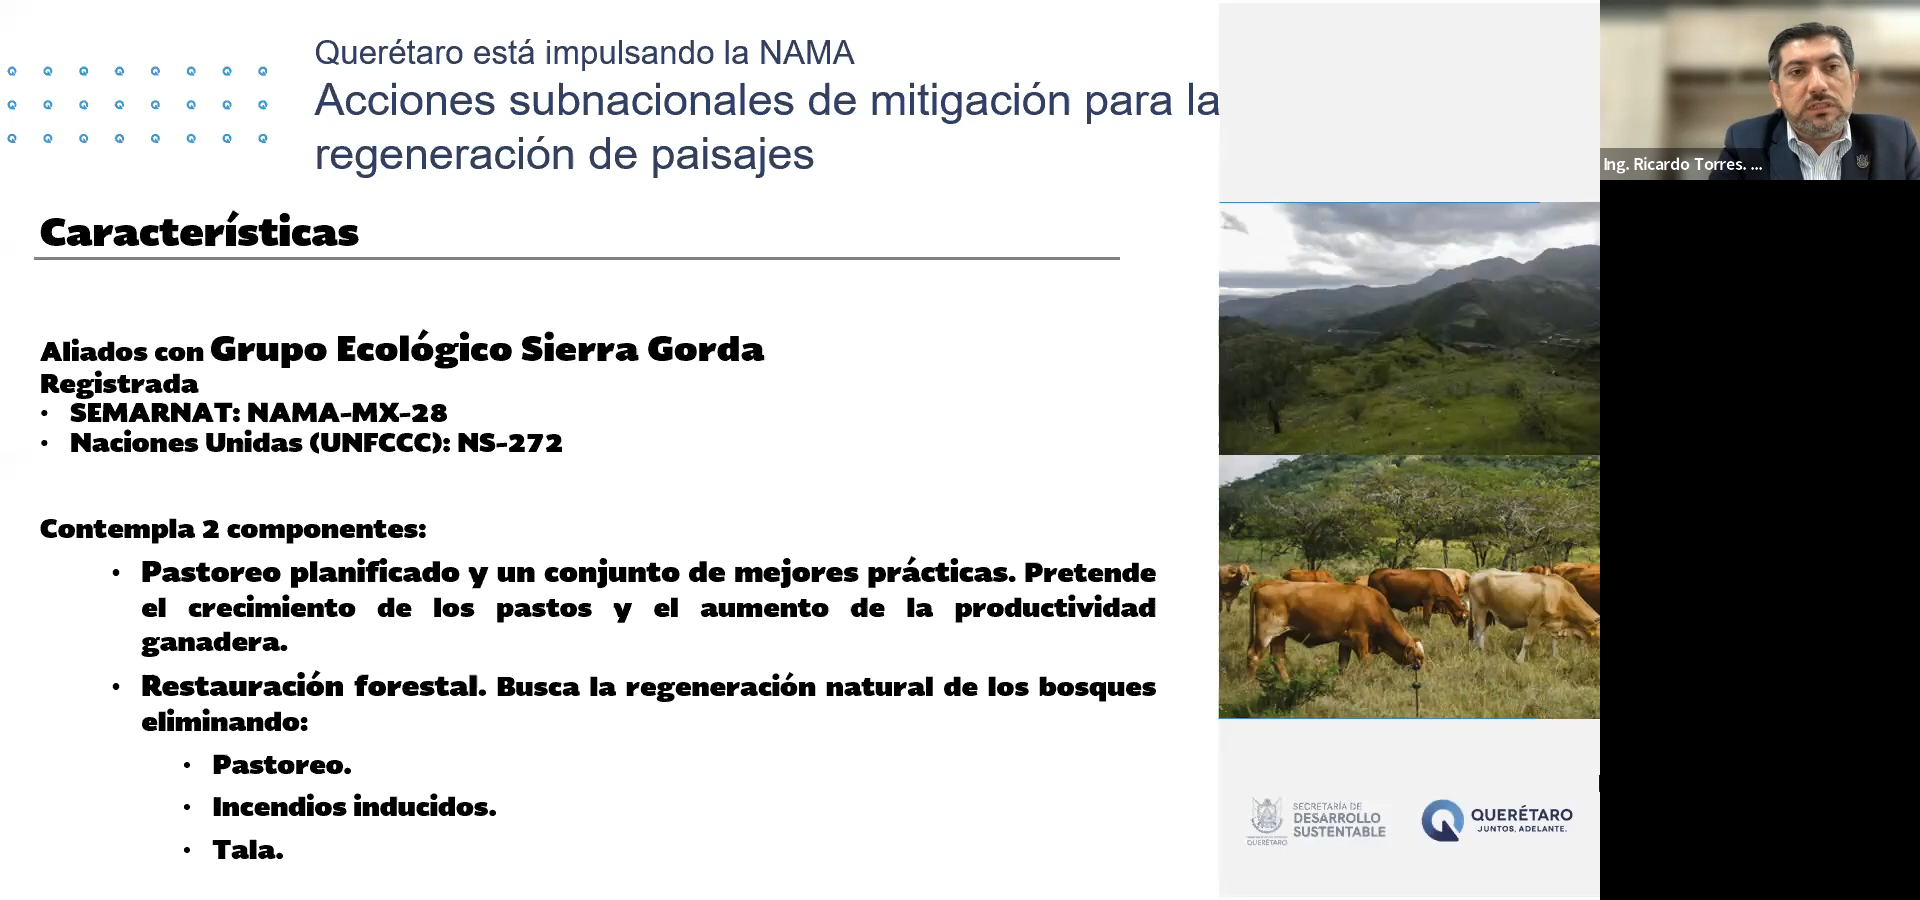 Querétaro está impulsando la NAMA
Acciones subnacionales de mitigación para la
regeneración de paisajes
Características
Aliados con Grupo Ecológico Sierra Gorda
Registrada
• SEMARNAT: NAMA-MX-28
• Naciones Unidas (UNFCCC): NS-272
Contempla 2 componentes:
• Pastoreo planificado y un conjunto de mejores prácticas. Pretende
el crecimiento de los pastos y el aumento de la productividad
ganadera.
• Restauración forestal. Busca la regeneración natural de los bosques
eliminando:
• Pastoreo.
• Incendios inducidos.
• Tala.
Ing. Ricardo Torres. ...
SECRETARÍA DE
DESARROLLO
SUSTENTABLE
QUERÉTARO
QUERÉTARO
JUNTOS, ADELANTE.